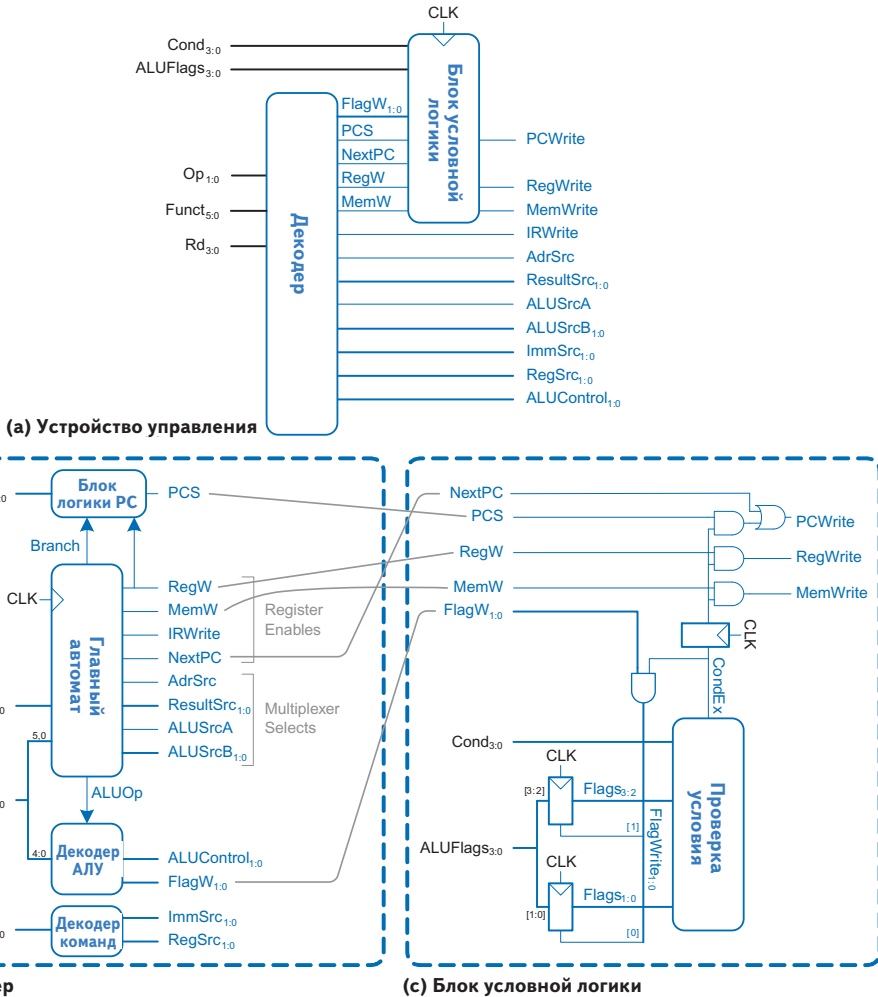 CLK
Cond3:0
ALUFlags3:0
Блок условной логики
FlagW1:0
PCS
NextPC
RegW
MemW
PCWrite
RegWrite
MemWrite
Op1:0
Funct5:0
Rd3:0
Декодер
IRWrite
AdrSrc
ResultSrc1:0
ALUSrcA
ALUSrcB1:0
ImmSrc1:0
RegSrc1:0
ALUControl1:0
(a) Устройство управления
:0
Блок логики PC
PCS
Branch
CLK
Главный автомат
RegW
MemW
IRWrite
NextPC
Register Enables
AdrSrc
ResultSrc1:0
ALUSrcA
ALUSrcB1:0
Multiplexer Selects
0
5,0
0
ALUOp
4:0
Декодер АЛУ
ALUControl1:0
FlagW1:0
0
Декодер команд
ImmSrc1:0
RegSrc1:0
ер
NextPC
PCS
RegW
MemW
FlagW1:0
PCWrite
RegWrite
MemWrite
CLK
CondEx
Cond3:0
CLK
[3:2]
Flags3:2
[1]
FlagWrite1:0
Проверка условия
ALUFlags3:0
CLK
[1:0]
Flags1:0
[0]
(c) Блок условной логики